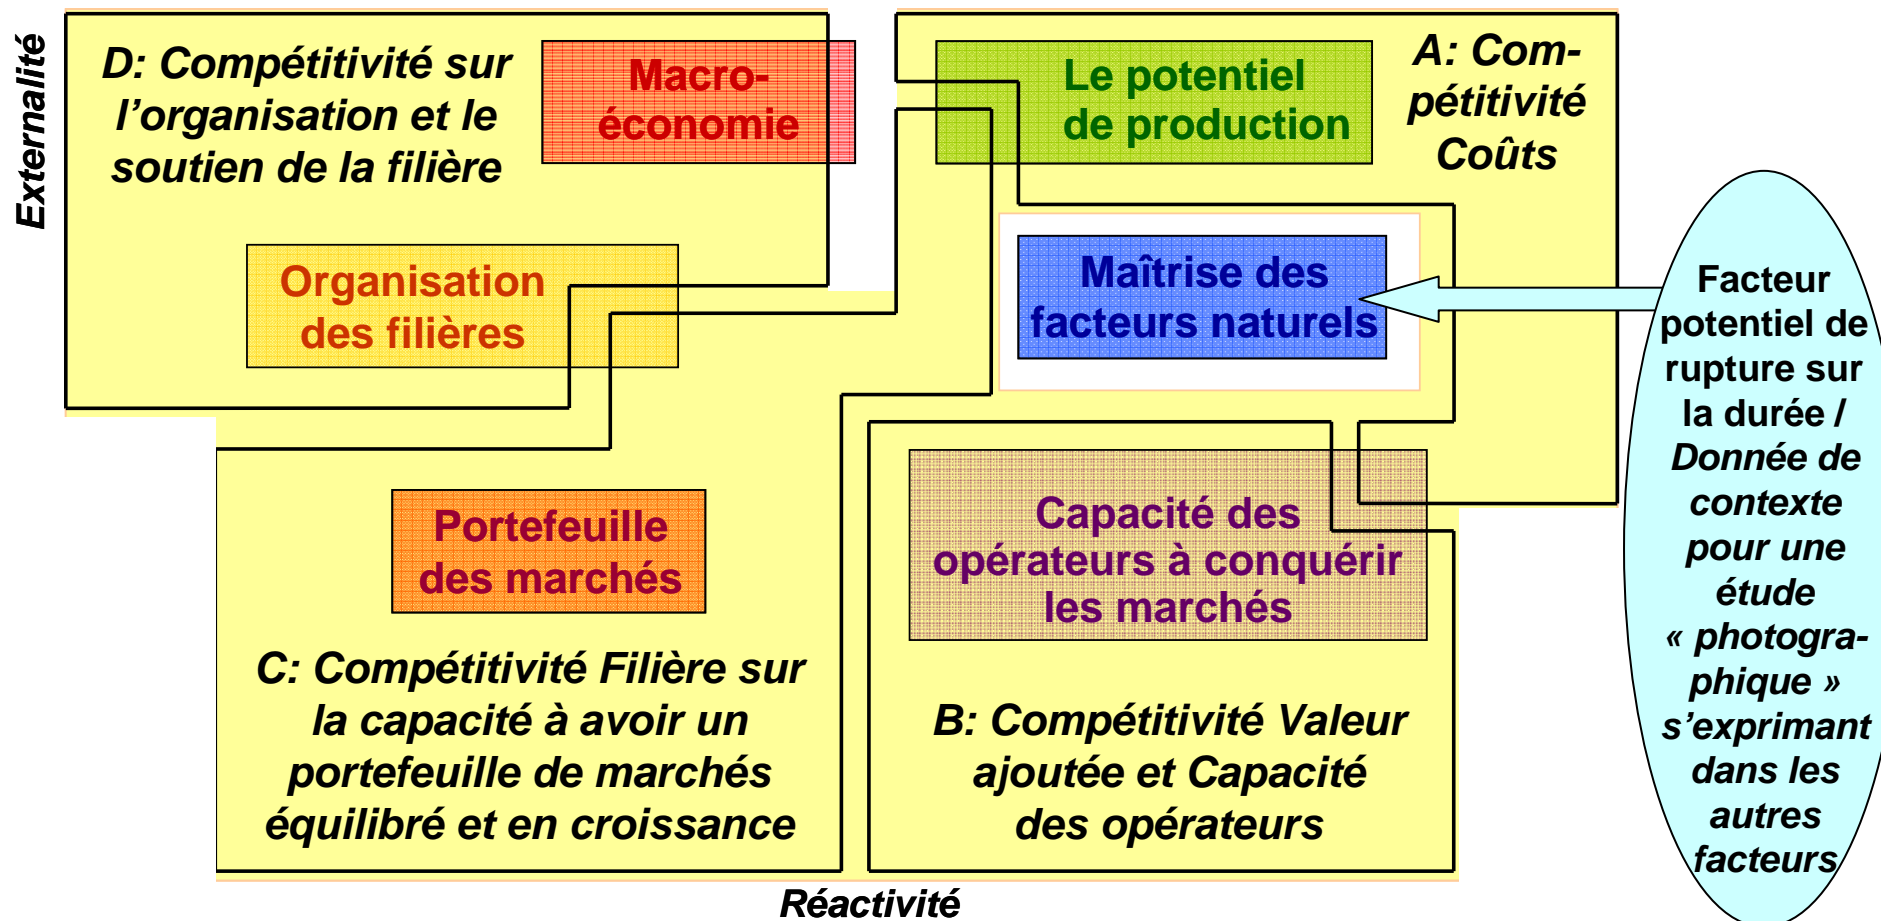 Externalité
D: Compétitivité sur
l’organisation et le
soutien de la filière
Macro-
économie
Le potentiel
de production
A: Com-
pétitivité
Coûts
Organisation
des filières
Maîtrise des
facteurs naturels
Facteur
potentiel de
rupture sur
la durée /
Donnée de
contexte
pour une
étude
« photogra-
phique »
s’exprimant
dans les
autres
facteurs
Portefeuille
des marchés
Capacité des
opérateurs à conquérir
les marchés
C: Compétitivité Filière sur
la capacité à avoir un
portefeuille de marchés
équilibré et en croissance
B: Compétitivité Valeur
ajoutée et Capacité
des opérateurs
Réactivité